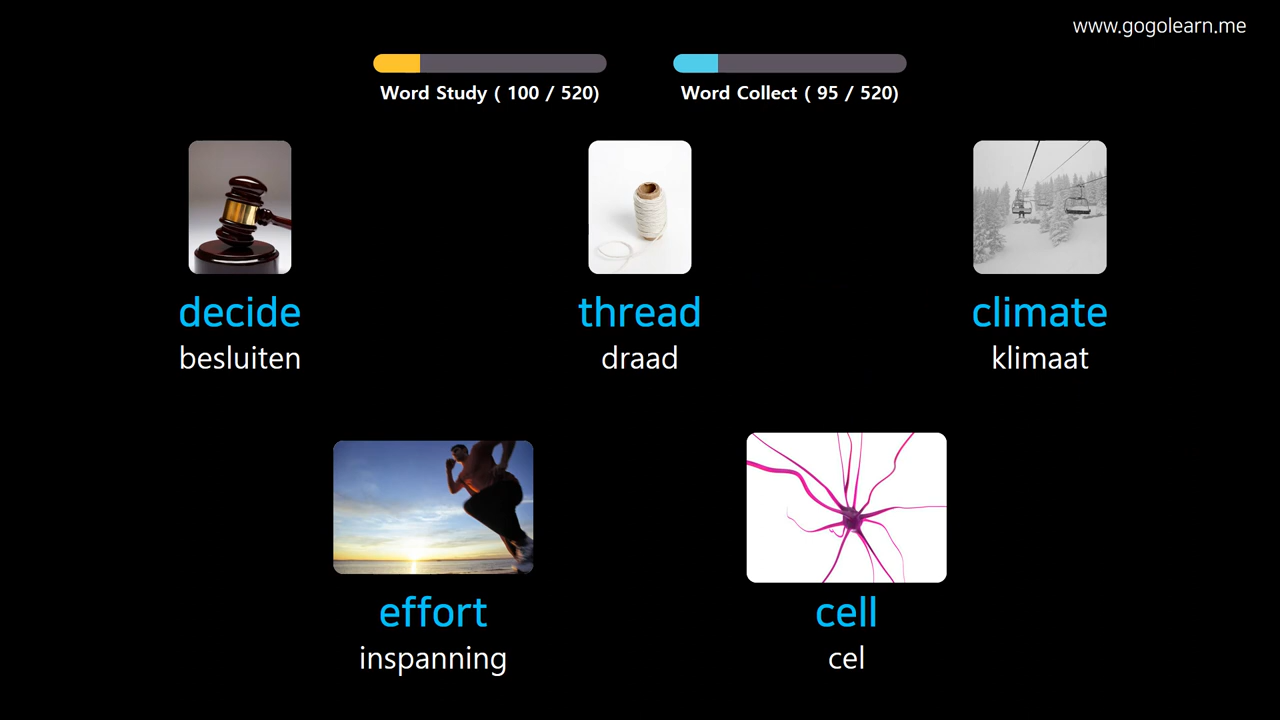 www.gogolearn.me
Word Study ( 100 / 520)
Word Collect ( 95 / 520)
decide
besluiten
thread
draad
climate
klimaat
effort
inspanning
cell
cel